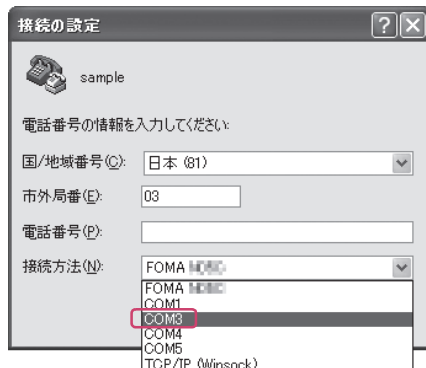 接続の設定
sample
電話番号の情報を入力してください:
国/地域番号(C): 日本 (81)
市外局番(E): 03
電話番号(P):
接続方法(N): FOMA
FOMA
COM1
COM3
COM4
COM5
TCP/IP (Winsock)